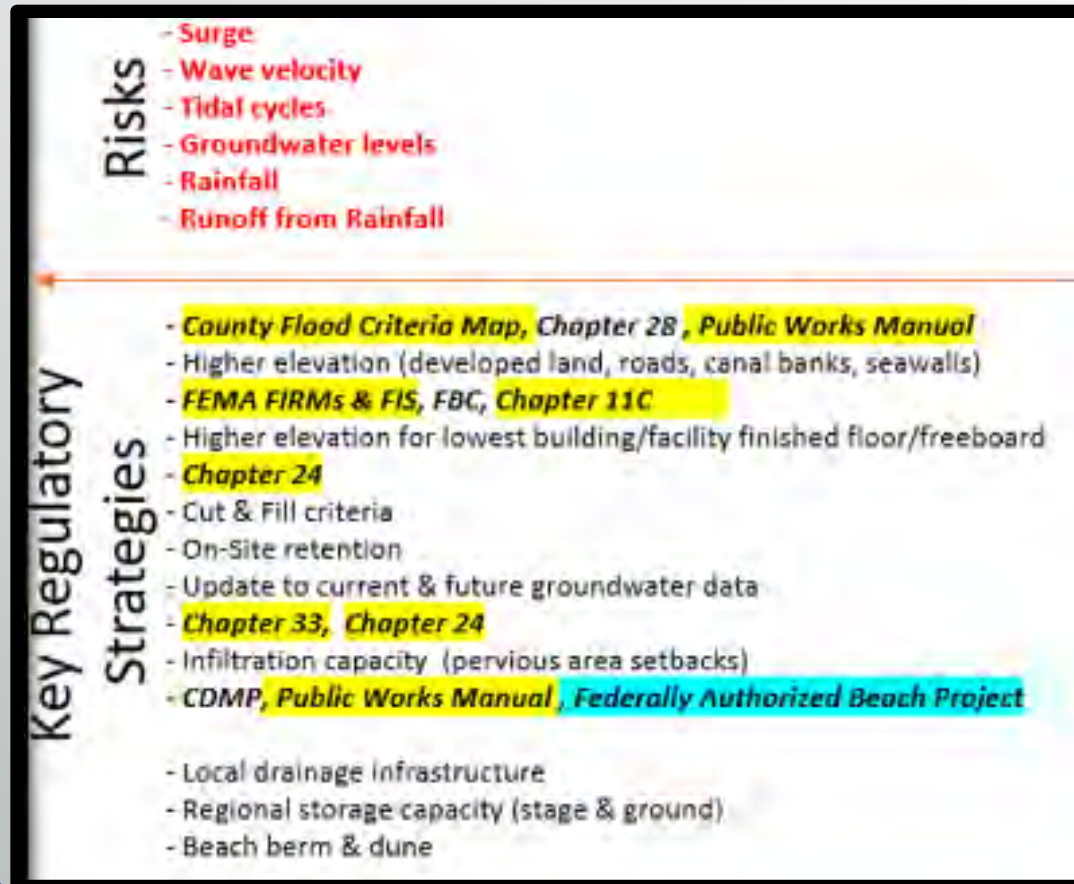 Risks
- Surge
- Wave velocity
- Tidal cycles
- Groundwater levels
- Rainfall
- Runoff from Rainfall
Key Regulatory
Strategies
- County Flood Criteria Map, Chapter 28 , Public Works Manual
- Higher elevation (developed land, roads, canal banks, seawalls)
- FEMA FIRMs & FIS, FBC, Chapter 11C
- Higher elevation for lowest building/facility finished floor/freeboard
- Chapter 24
- Cut & Fill criteria
- On-Site retention
- Update to current & future groundwater data
- Chapter 33, Chapter 24
- Infiltration capacity (pervious area setbacks)
- CDMP, Public Works Manual , Federally Authorized Beach Project
- Local drainage infrastructure
- Regional storage capacity (stage & ground)
- Beach berm & dune